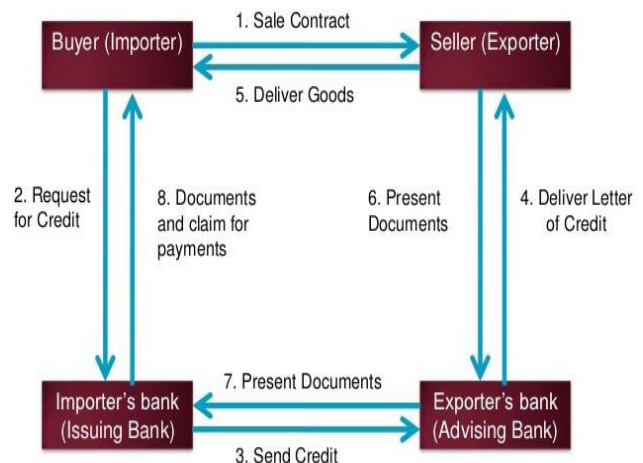 1. Sale Contract
Buyer (Importer)
Seller (Exporter)
5. Deliver Goods
2. Request
for Credit
8. Documents
and claim for
payments
6. Present
Documents
4. Deliver Letter
of Credit
7. Present Documents
Importer's bank
(Issuing Bank)
Exporter's bank
(Advising Bank)
3. Send Credit